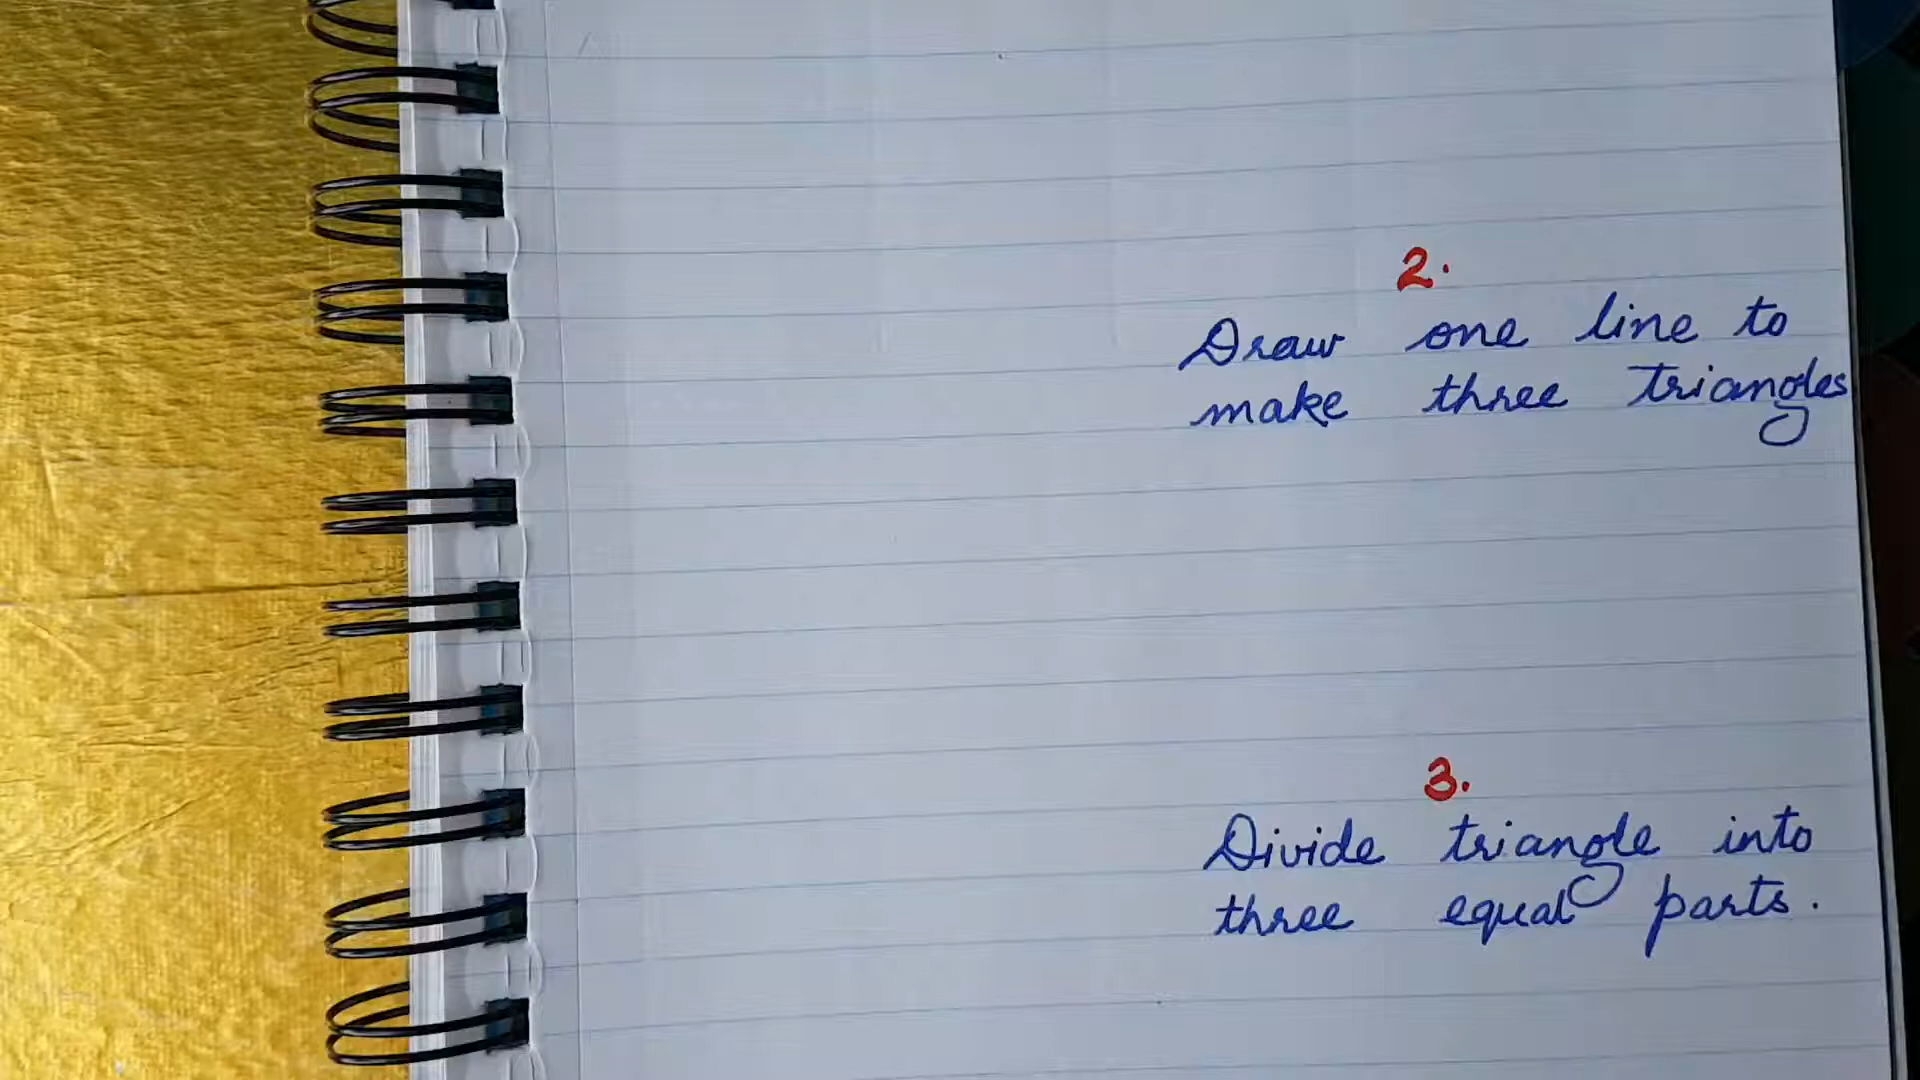 2.
Draw one line to
make three triangles
3.
Divide triangle into
three equal parts.